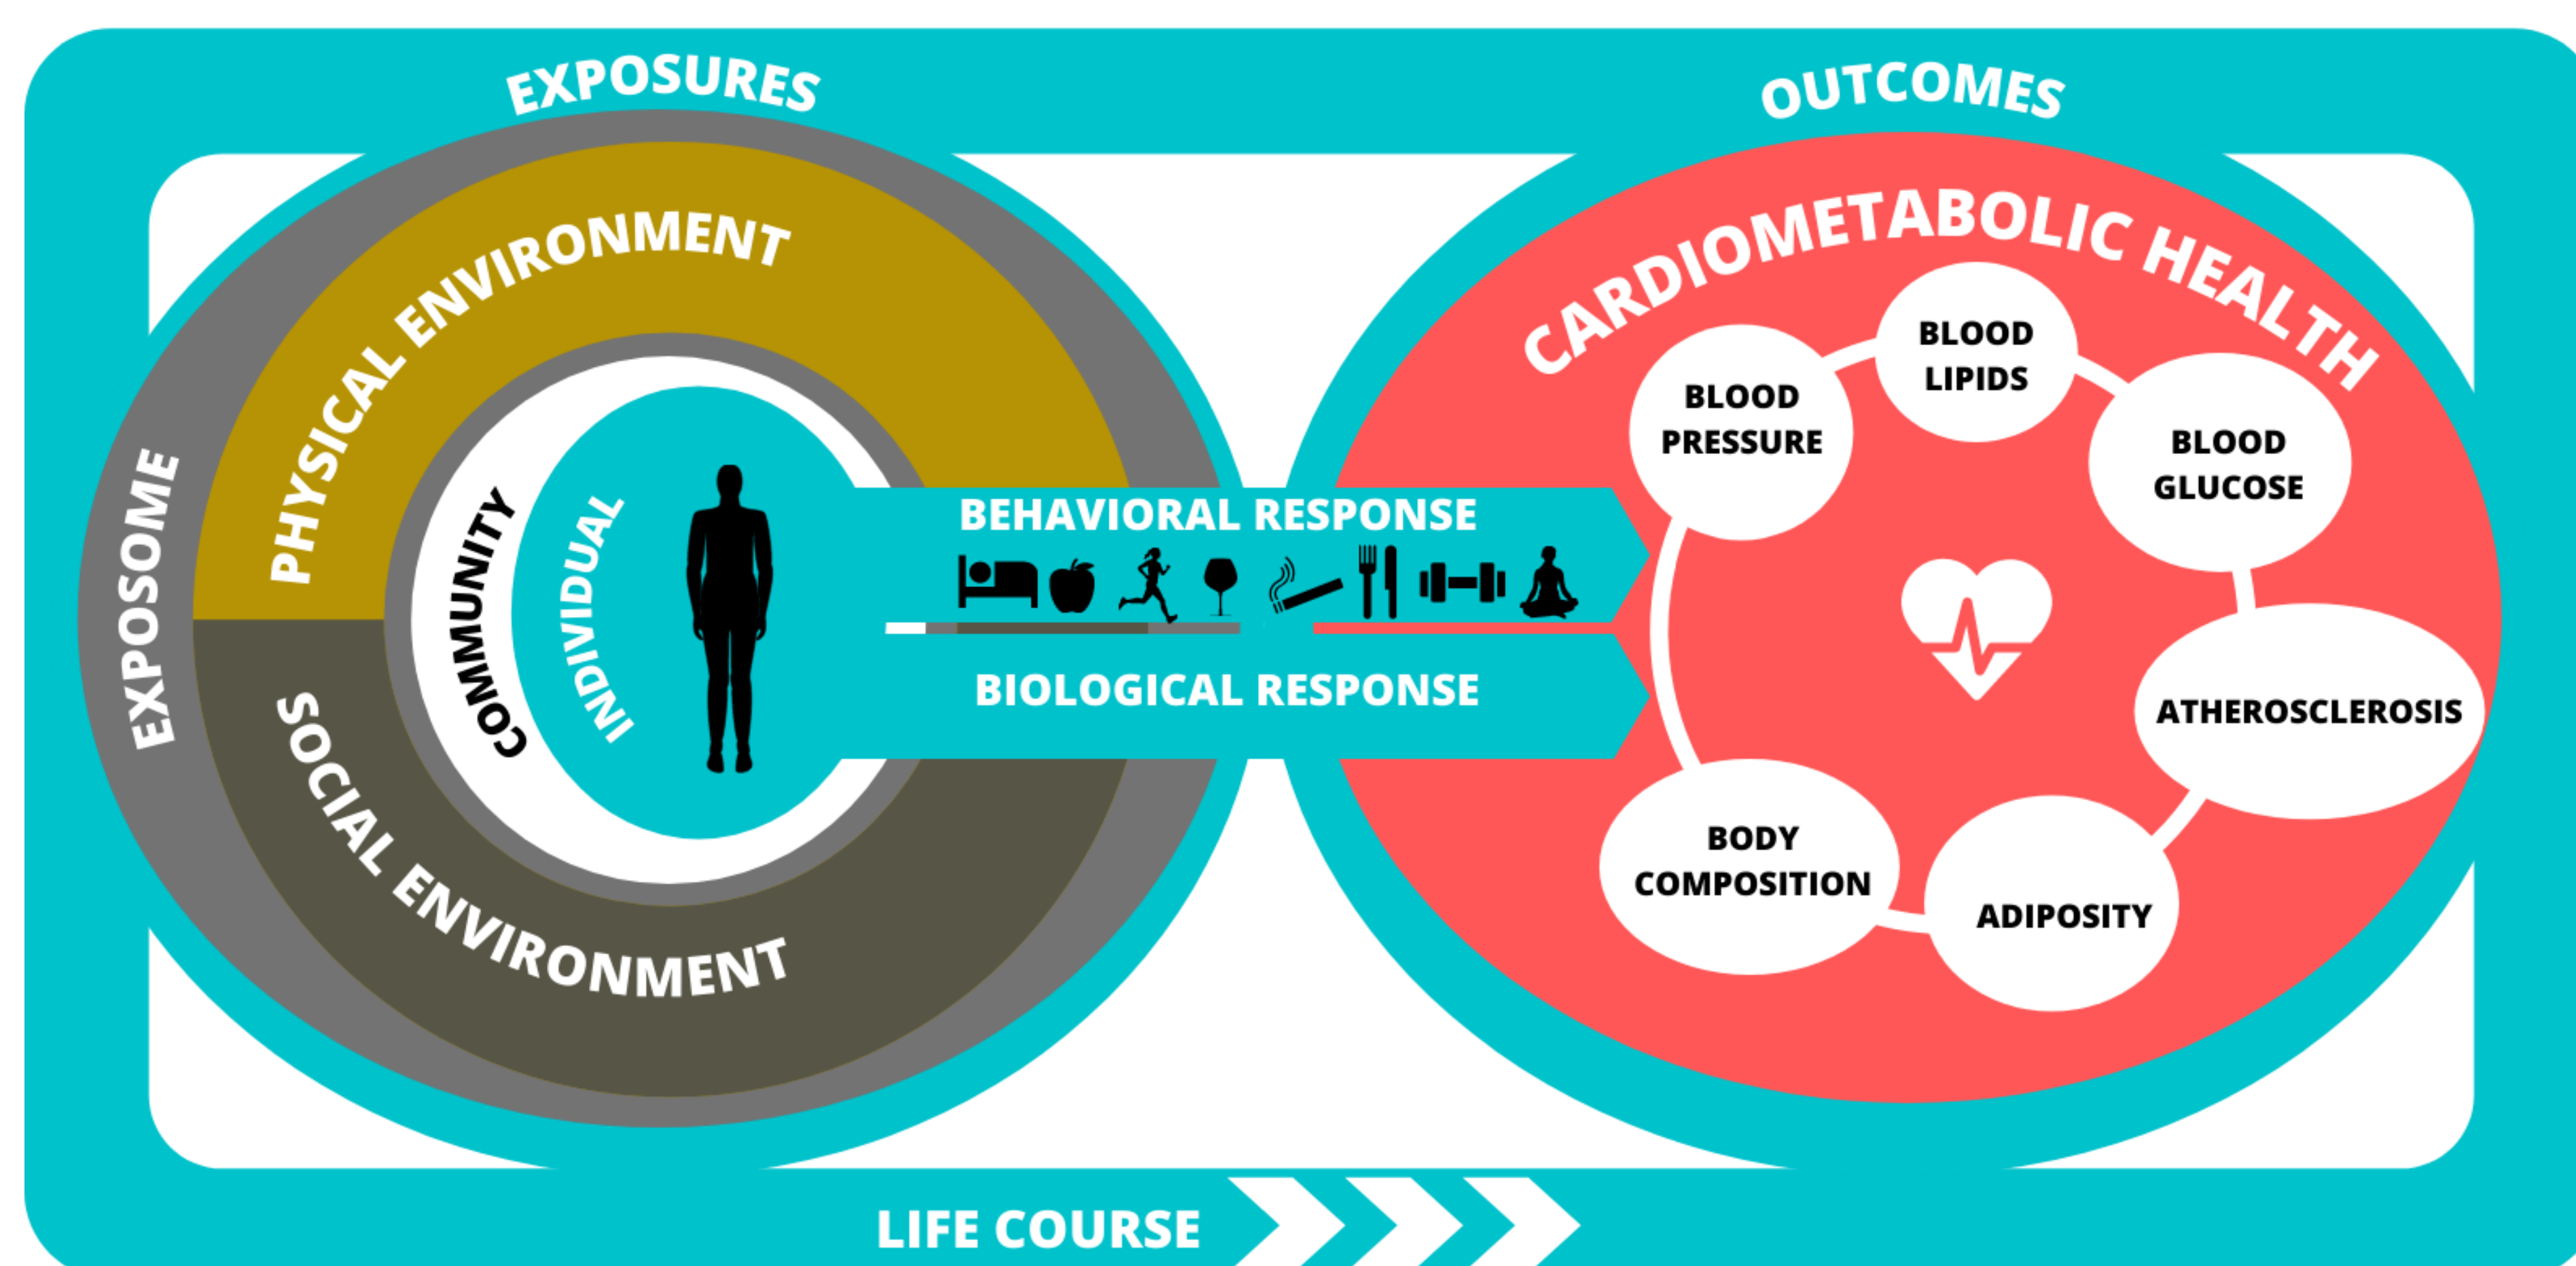 EXPOSURES
OUTCOMES
EXPOSOME
PHYSICAL ENVIRONMENT
SOCIAL ENVIRONMENT
COMMUNITY
INDIVIDUAL
BEHAVIORAL RESPONSE
BIOLOGICAL RESPONSE
CARDIOMETABOLIC HEALTH
BLOOD
PRESSURE
BLOOD
LIPIDS
BLOOD
GLUCOSE
ATHEROSCLEROSIS
ADIPOSITY
BODY
COMPOSITION
LIFE COURSE